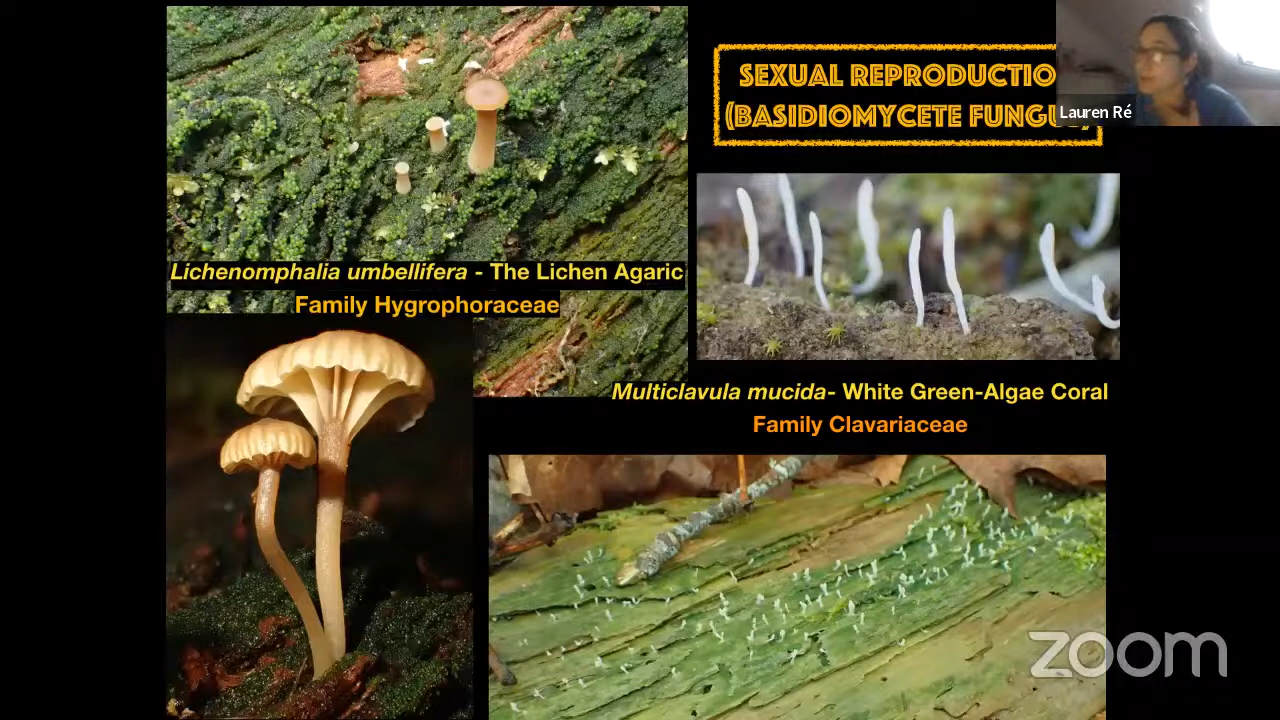 SEXUAL REPRODUCTIO
(BASIDIOMYCETE
Lauren Ré
Lichenomphalia umbellifera - The Lichen Agaric
Family Hygrophoraceae
Multiclavula mucida- White Green-Algae Coral
Family Clavariaceae
zoom